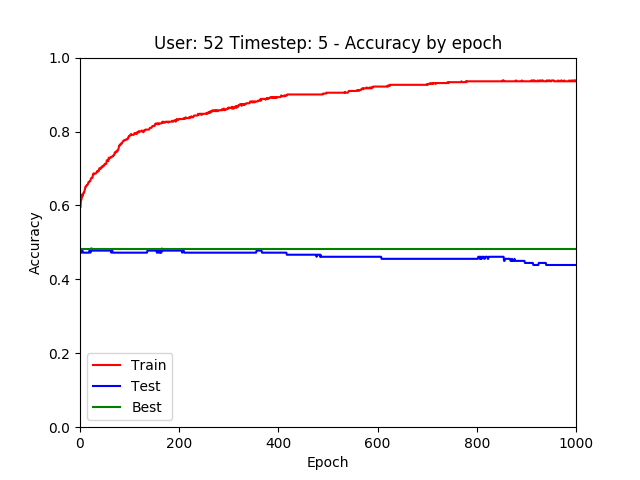 User: 52 Timestep: 5 - Accuracy by epoch
1.0
0.8
0.6
0.4
0.2
0.0
Accuracy
Train
Test
Best
0 200 400 600 800 1000
Epoch